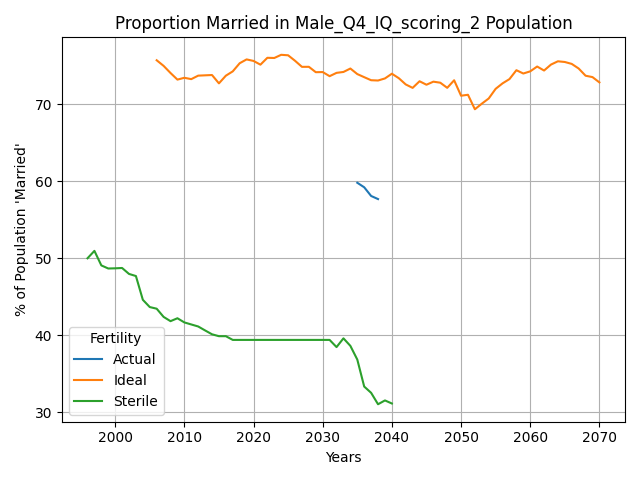 Proportion Married in Male_Q4_IQ_scoring_2 Population
% of Population 'Married'
70
60
50
40
30
Fertility
Actual
Ideal
Sterile
2000 2010 2020 2030 2040 2050 2060 2070
Years